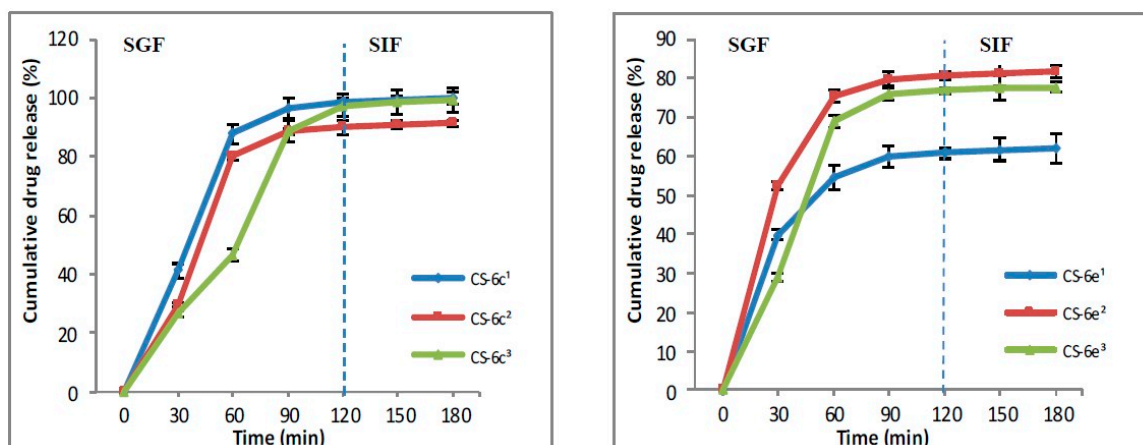 SGF
SIF
Cumulative drug release (%)
120
100
80
60
40
20
0
0 30 60 90 120 150 180
Time (min)
CS-6c¹
CS-6c²
CS-6c³
SGF
SIF
Cumulative drug release (%)
90
80
70
60
50
40
30
20
10
0
0 30 60 90 120 150 180
Time (min)
CS-6e¹
CS-6e²
CS-6e³